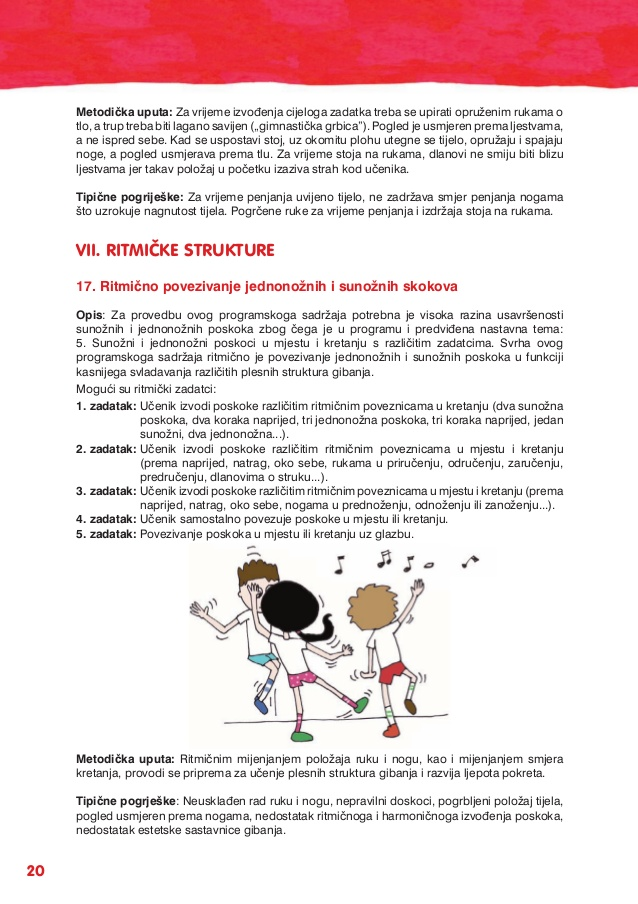 Metodička uputa: Za vrijeme izvođenja cijeloga zadatka treba se upirati opruženim rukama o
tlo, a trup treba biti lagano savijen („gimnastička grbica"). Pogled je usmjeren prema ljestvama,
a ne ispred sebe. Kad se uspostavi stoj, uz okomitu plohu utegne se tijelo, opružaju i spajaju
noge, a pogled usmjerava prema tlu. Za vrijeme stoja na rukama, dlanovi ne smiju biti blizu
ljestvama jer takav položaj u početku izaziva strah kod učenika.
Tipične pogriješke: Za vrijeme penjanja uvijeno tijelo, ne zadržava smjer penjanja nogama
što uzrokuje nagnutost tijela. Pogrčene ruke za vrijeme penjanja i izdržaja stoja na rukama.
VII. RITMIČKE STRUKTURE
17. Ritmično povezivanje jednonožnih i sunožnih skokova
Opis: Za provedbu ovog programskoga sadržaja potrebna je visoka razina usavršenosti
sunožnih i jednonožnih poskoka zbog čega je u programu i predviđena nastavna tema:
5. Sunožni i jednonožni poskoci u mjestu i kretanju s različitim zadatcima. Svrha ovog
programskoga sadržaja ritmično je povezivanje jednonožnih i sunožnih poskoka u funkciji
kasnijega svladavanja različitih plesnih struktura gibanja.
Mogući su ritmički zadatci:
1. zadatak: Učenik izvodi poskoke različitim ritmičnim poveznicama u kretanju (dva sunožna
poskoka, dva koraka naprijed, tri jednonožna poskoka, tri koraka naprijed, jedan
sunožni, dva jednonožna...).
2. zadatak: Učenik izvodi poskoke različitim ritmičnim poveznicama u mjestu i kretanju
(prema naprijed, natrag, oko sebe, rukama u priručenju, odručenju, zaručenju,
predručenju, dlanovima o struku...).
3. zadatak: Učenik izvodi poskoke različitim ritmičnim poveznicama u mjestu i kretanju (prema
naprijed, natrag, oko sebe, nogama u prednoženju, odnoženju ili zanoženju...).
4. zadatak: Učenik samostalno povezuje poskoke u mjestu ili kretanju.
5. zadatak: Povezivanje poskoka u mjestu ili kretanju uz glazbu.
Metodička uputa: Ritmičnim mijenjanjem položaja ruku i nogu, kao i mijenjanjem smjera
kretanja, provodi se priprema za učenje plesnih struktura gibanja i razvija ljepota pokreta.
Tipične pogrješke: Neusklađen rad ruku i nogu, nepravilni doskoci, pogrbljeni položaj tijela,
pogled usmjeren prema nogama, nedostatak ritmičnoga i harmoničnoga izvođenja poskoka,
nedostatak estetske sastavnice gibanja.
20